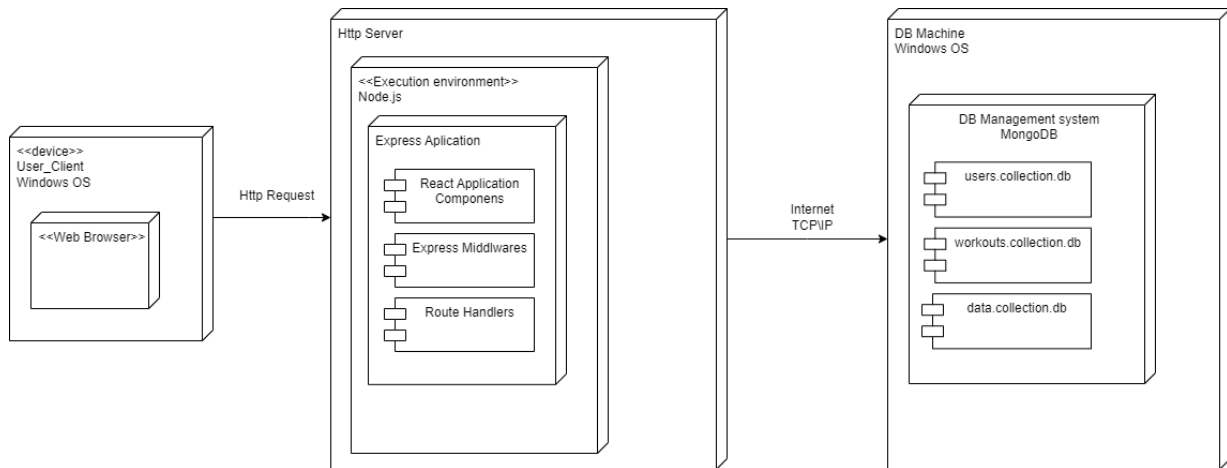 <<device>>
User_Client
Windows OS
<<Web Browser>>
Http Request
Http Server
<<Execution environment>>
Node.js
Express Aplication
React Application
Componens
Express Middlwares
Route Handlers
Internet
TCP\IP
DB Machine
Windows OS
DB Management system
MongoDB
users.collection.db
workouts.collection.db
data.collection.db